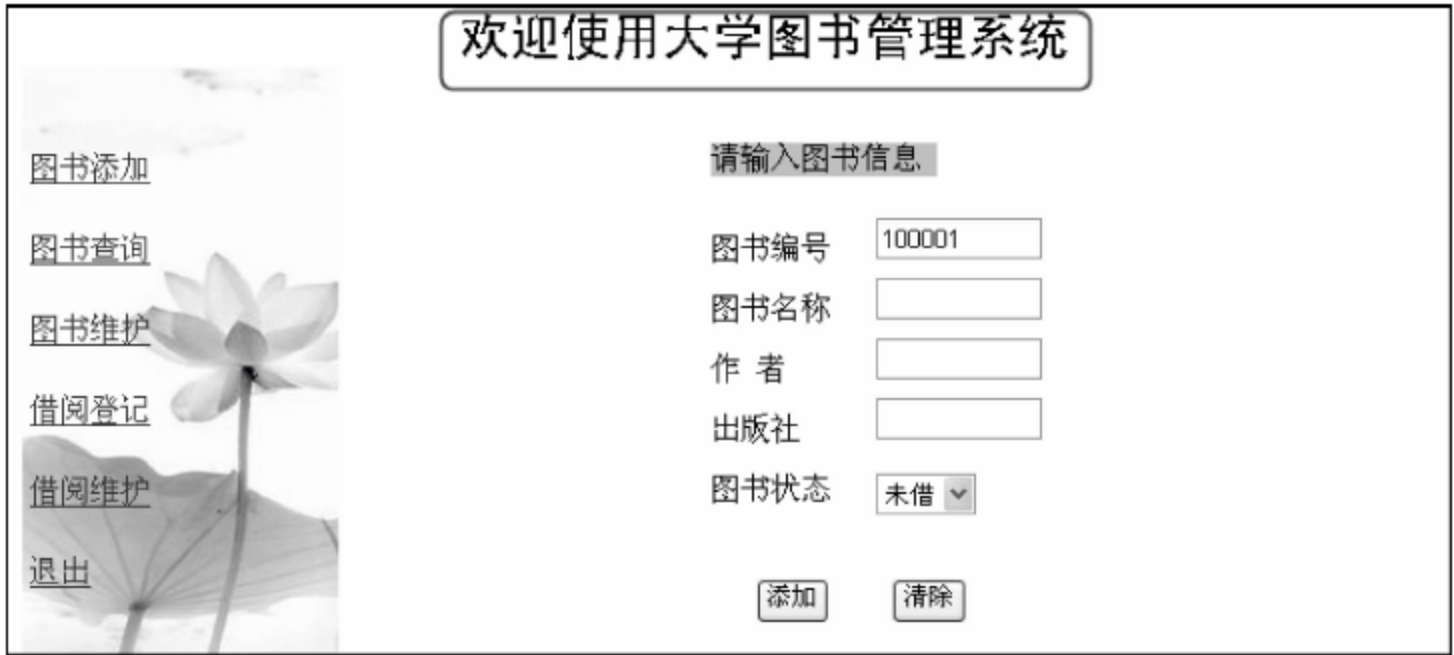 欢迎使用大学图书管理系统
图书添加
图书查询
图书维护
借阅登记
借阅维护
退出
请输入图书信息
图书编号 100001
图书名称
作 者
出版社
图书状态 未借
添加 清除